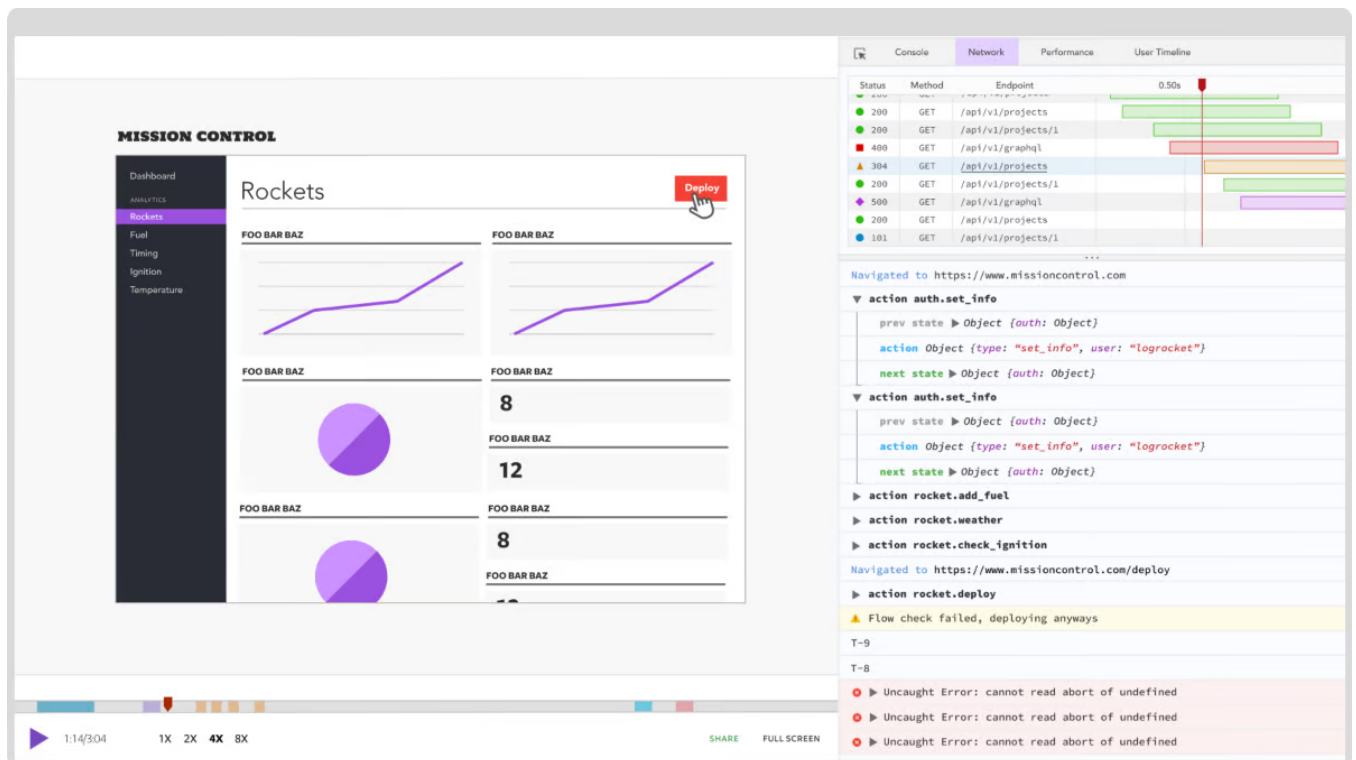 MISSION CONTROL
Dashboard
ANALYTICS
Rockets
Fuel
Timing
Ignition
Temperature
Rockets
Deploy
FOO BAR BAZ
FOO BAR BAZ
FOO BAR BAZ
FOO BAR BAZ
8
FOO BAR BAZ
12
FOO BAR BAZ
FOO BAR BAZ
8
FOO BAR BAZ
1:14/3:04
1X 2X 4X 8X
SHARE
FULL SCREEN
Console Network Performance User Timeline
Status Method Endpoint 0.50s
200 GET /api/v1/projects
200 GET /api/v1/projects/1
400 GET /api/v1/graphql
304 GET /api/v1/projects
200 GET /api/v1/projects/1
500 GET /api/v1/graphql
200 GET /api/v1/projects
101 GET /api/v1/projects/1
Navigated to https://www.missioncontrol.com
action auth.set_info
prev state Object {auth: Object}
action Object {type: “set_info”, user: “logrocket”}
next state Object {auth: Object}
action auth.set_info
prev state Object {auth: Object}
action Object {type: “set_info”, user: “logrocket”}
next state Object {auth: Object}
action rocket.add_fuel
action rocket.weather
action rocket.check_ignition
Navigated to https://www.missioncontrol.com/deploy
action rocket.deploy
Flow check failed, deploying anyways
T-9
T-8
Uncaught Error: cannot read abort of undefined
Uncaught Error: cannot read abort of undefined
Uncaught Error: cannot read abort of undefined